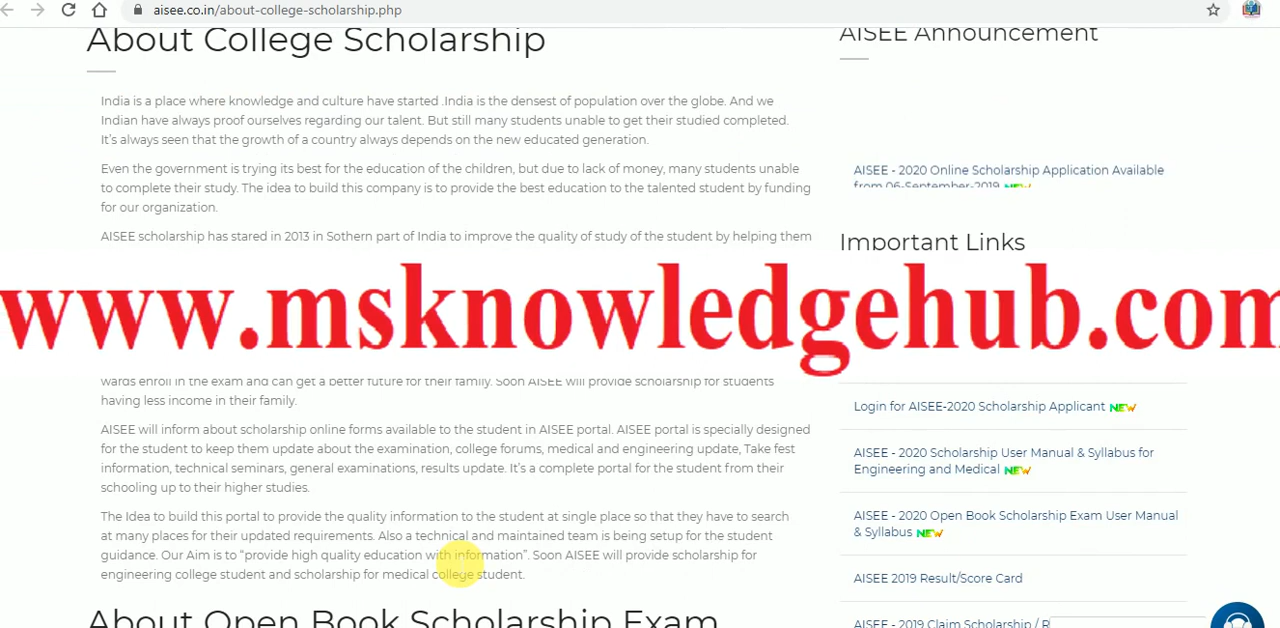 aisee.co.in/about-college-scholarship.php
About College Scholarship
India is a place where knowledge and culture have started .India is the densest of population over the globe. And we
Indian have always proof ourselves regarding our talent. But still many students unable to get their studied completed.
It's always seen that the growth of a country always depends on the new educated generation.
Even the government is trying its best for the education of the children, but due to lack of money, many students unable
to complete their study. The idea to build this company is to provide the best education to the talented student by funding
for our organization.
AISEE scholarship has stared in 2013 in Sothern part of India to improve the quality of study of the student by helping them
www.msknowledgehub.com
wards enroll in the exam and can get a better future for their family. Soon AISEE will provide scholarship for students
having less income in their family.
AISEE will inform about scholarship online forms available to the student in AISEE portal. AISEE portal is specially designed
for the student to keep them update about the examination, college forums, medical and engineering update, Take fest
information, technical seminars, general examinations, results update. It's a complete portal for the student from their
schooling up to their higher studies.
The Idea to build this portal to provide the quality information to the student at single place so that they have to search
at many places for their updated requirements. Also a technical and maintained team is being setup for the student
guidance. Our Aim is to “provide high quality education with information”. Soon AISEE will provide scholarship for
engineering college student and scholarship for medical college student.
About Open Book Scholarship Exam
AISEE Announcement
AISEE - 2020 Online Scholarship Application Available
from 06-September-2019 NEW
Important Links
Login for AISEE-2020 Scholarship Applicant NEW
AISEE - 2020 Scholarship User Manual & Syllabus for
Engineering and Medical NEW
AISEE - 2020 Open Book Scholarship Exam User Manual
& Syllabus NEW
AISEE 2019 Result/Score Card
AISEE - 2019 Claim Scholarship / R